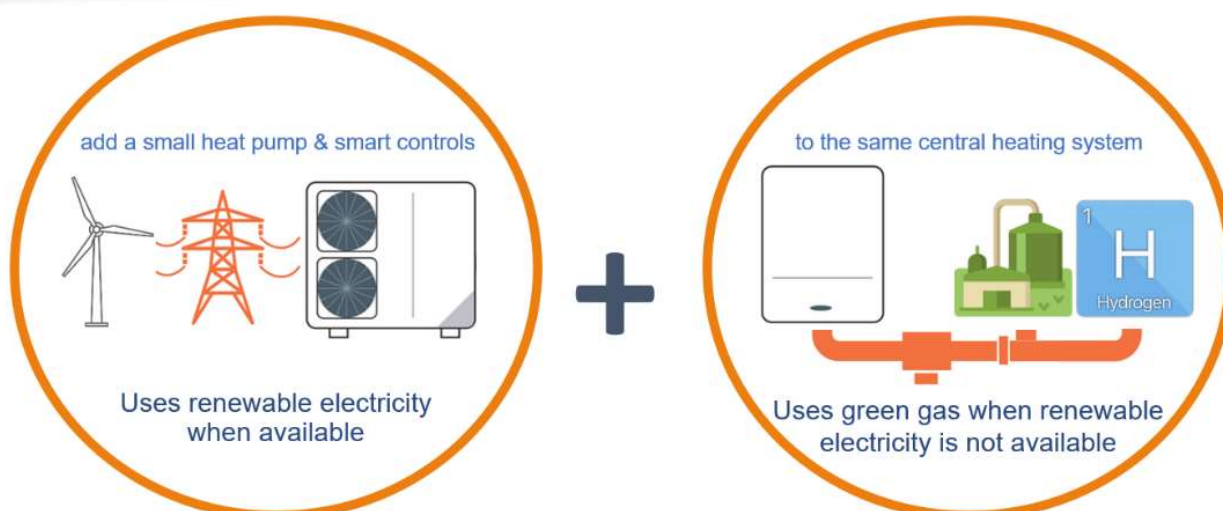 add a small heat pump & smart controls
Uses renewable electricity
when available
to the same central heating system
1
H
Hydrogen
Uses green gas when renewable
electricity is not available